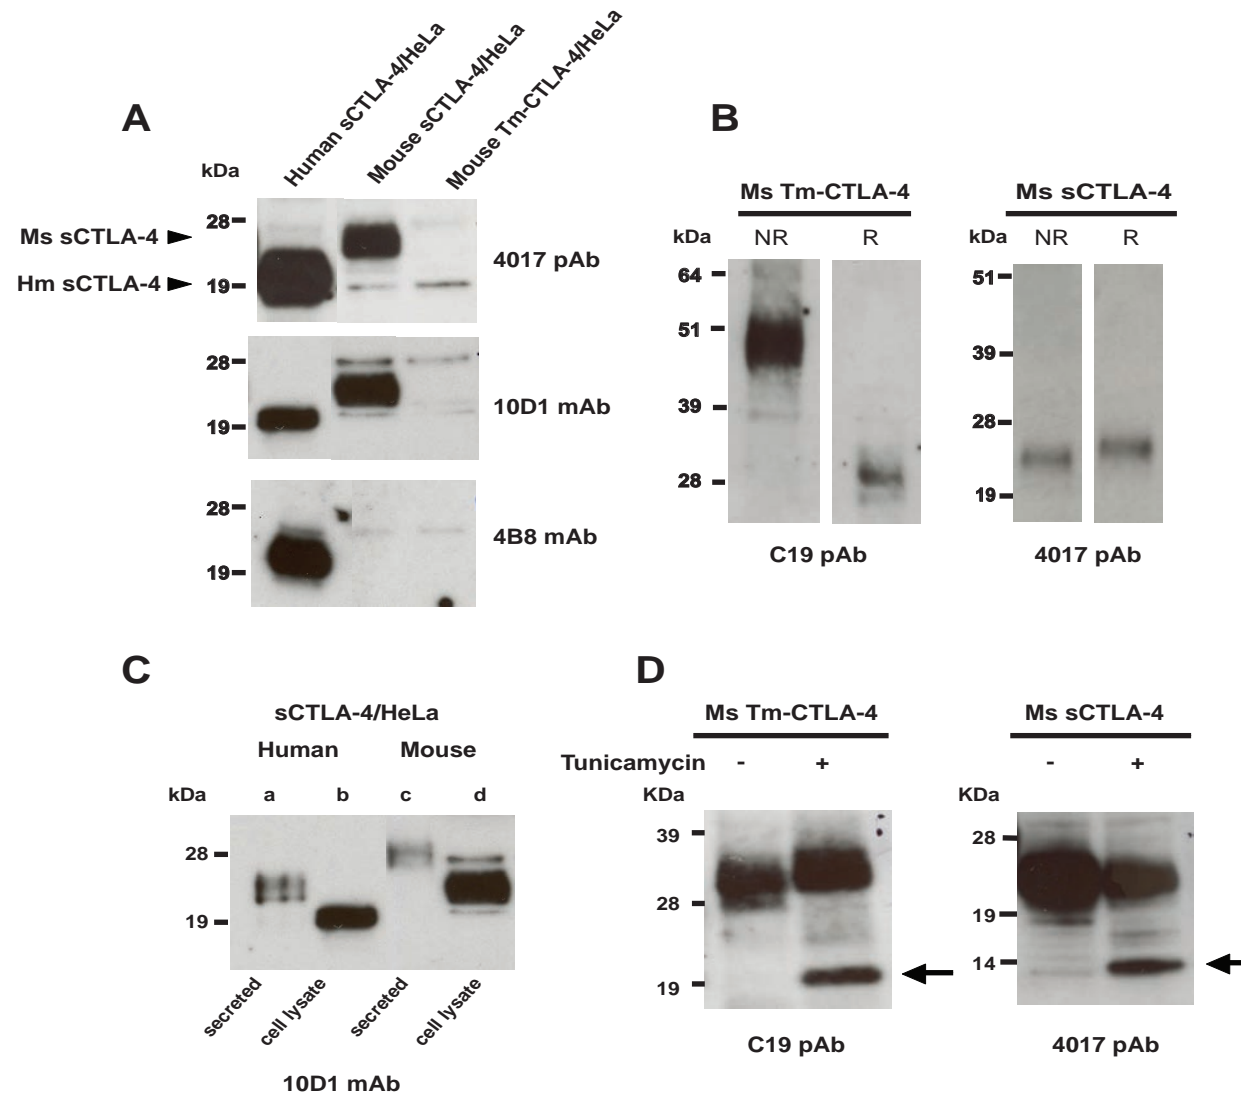 A
Human sCTLA-4/HeLa
Mouse sCTLA-4/HeLa
Mouse Tm-CTLA-4/HeLa
kDa
28
Ms sCTLA-4
Hm sCTLA-4
19
4017 pAb
28
19
10D1 mAb
28
19
4B8 mAb
B
Ms Tm-CTLA-4
Ms sCTLA-4
kDa
NR
R
kDa
NR
R
64
51
39
28
51
39
28
19
C19 pAb
4017 pAb
C
sCTLA-4/HeLa
Human
Mouse
kDa
a
b
c
d
28
19
secreted
cell lysate
secreted
cell lysate
10D1 mAb
D
Ms Tm-CTLA-4
Ms sCTLA-4
Tunicamycin
-
+
-
+
KDa
KDa
39
28
19
28
19
14
C19 pAb
4017 pAb